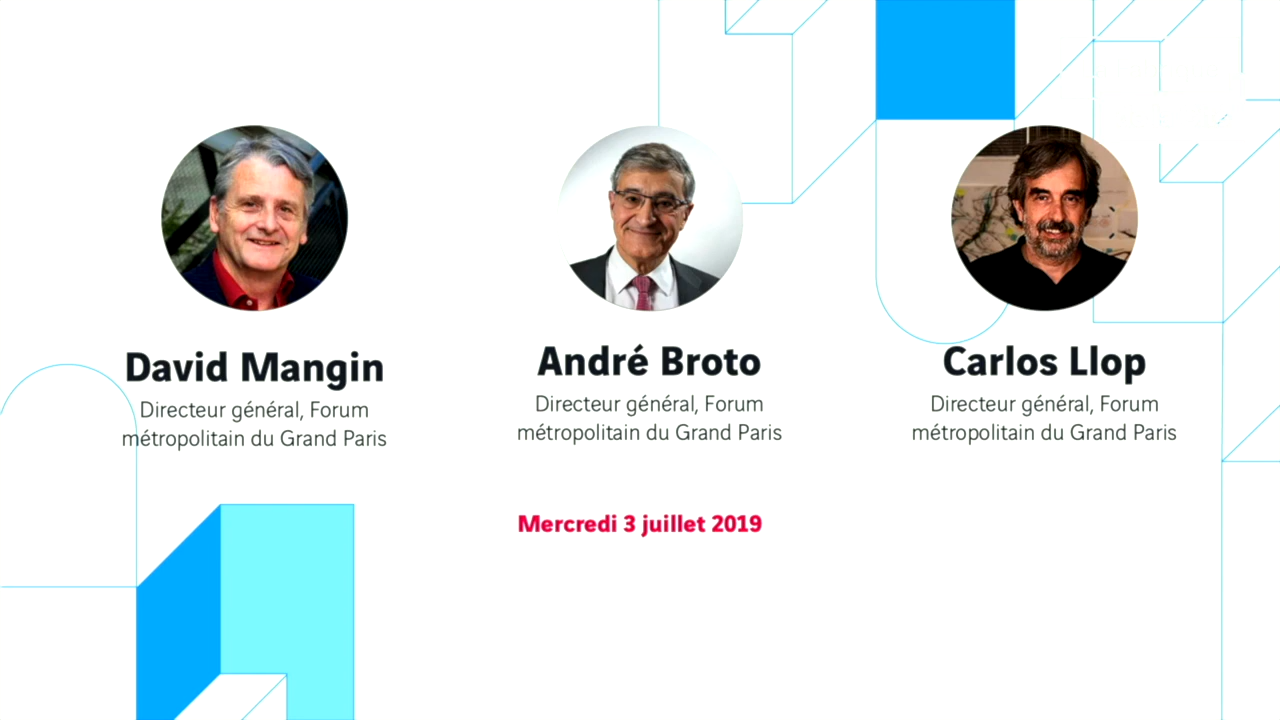 David Mangin
Directeur général, Forum
métropolitain du Grand Paris
André Broto
Directeur général, Forum
métropolitain du Grand Paris
Carlos Llop
Directeur général, Forum
métropolitain du Grand Paris
Mercredi 3 juillet 2019